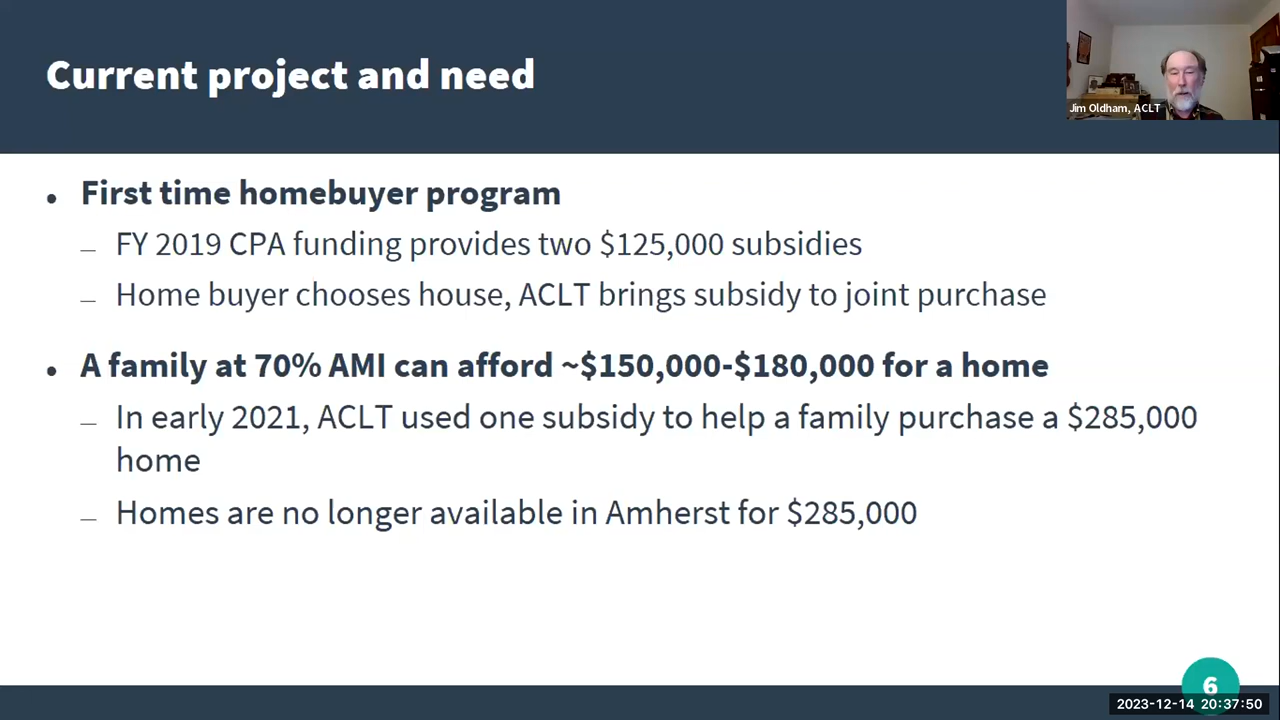 Current project and need
Jim Oldham, ACLT
• First time homebuyer program
– FY 2019 CPA funding provides two $125,000 subsidies
– Home buyer chooses house, ACLT brings subsidy to joint purchase
• A family at 70% AMI can afford ~$150,000-$180,000 for a home
– In early 2021, ACLT used one subsidy to help a family purchase a $285,000
home
– Homes are no longer available in Amherst for $285,000
6
2023-12-14 20:37:50